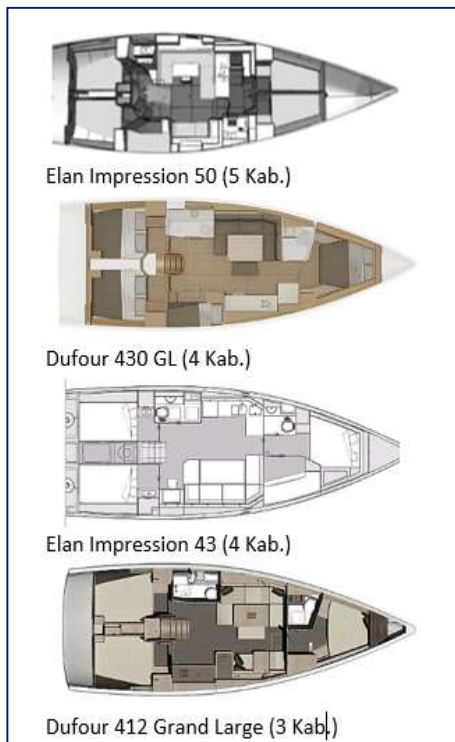 Elan Impression 50 (5 Kab.)
Dufour 430 GL (4 Kab.)
Elan Impression 43 (4 Kab.)
Dufour 412 Grand Large (3 Kab.)